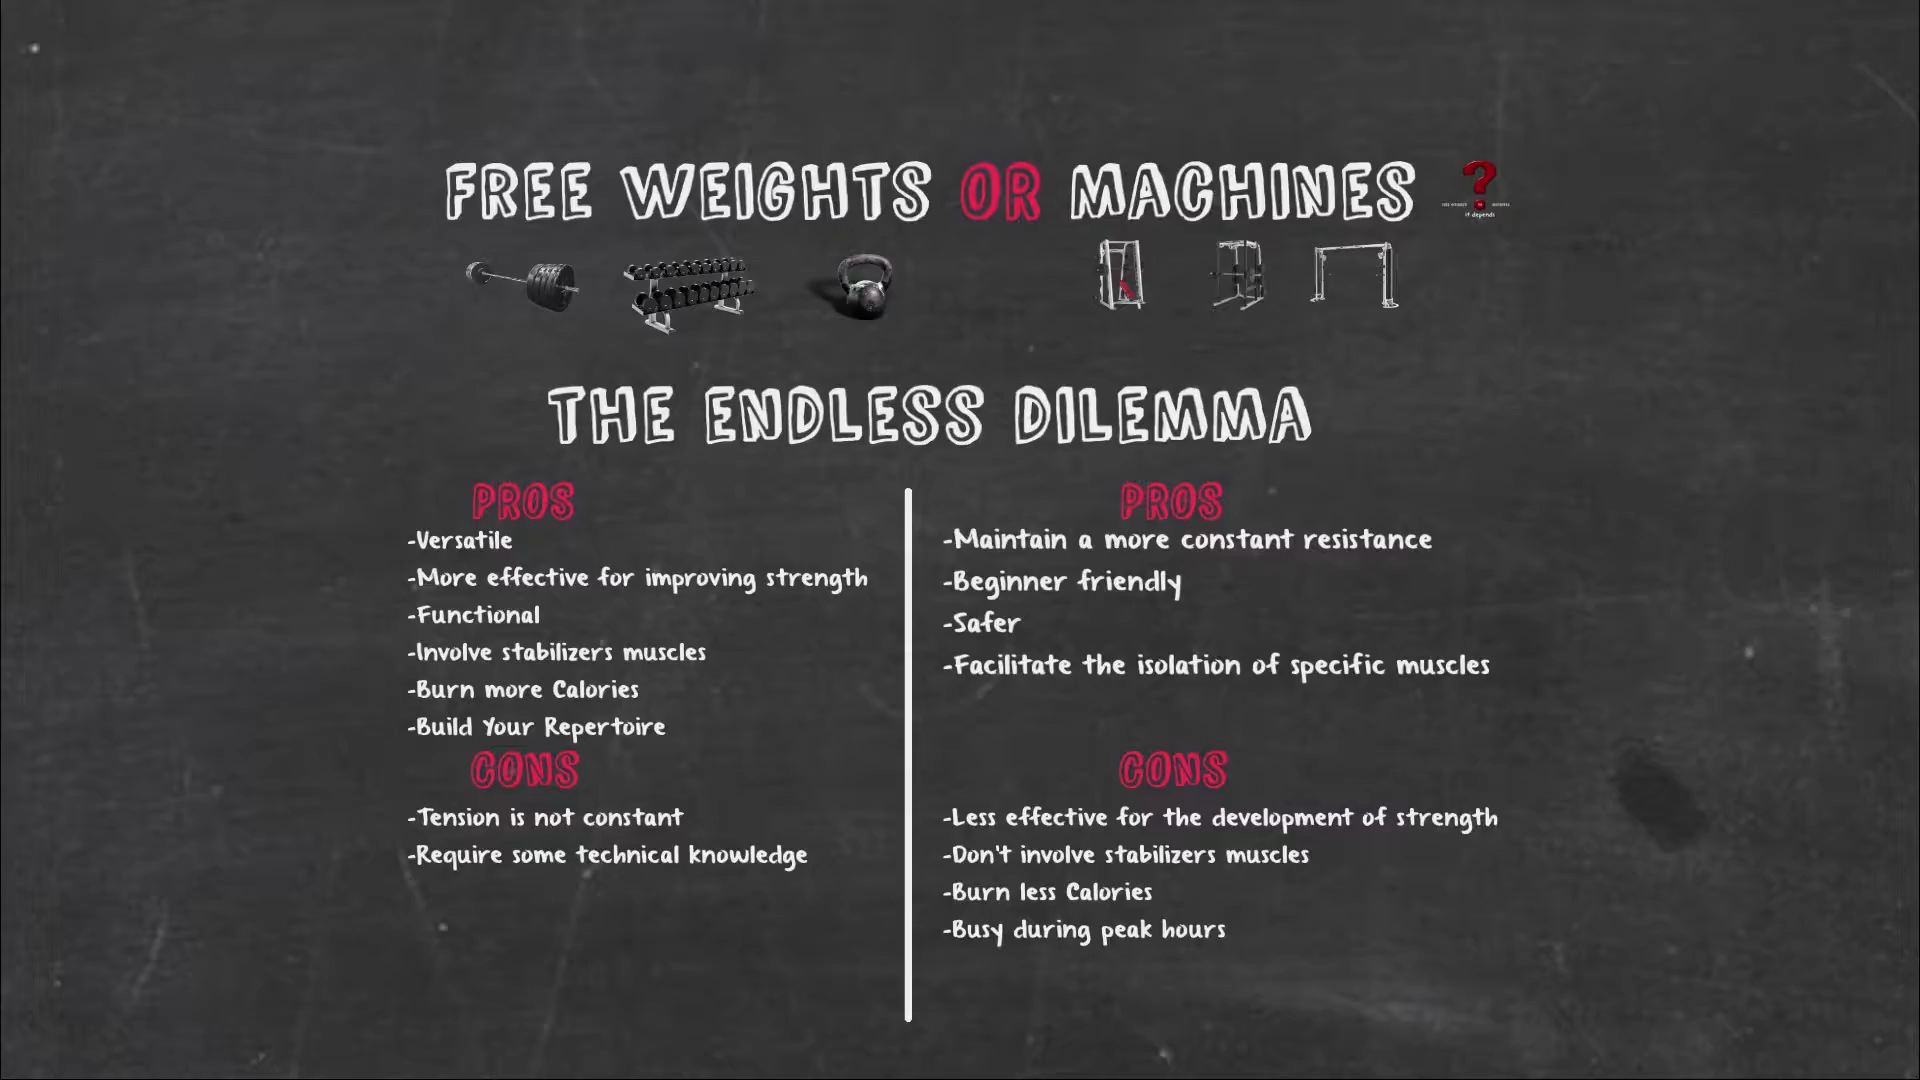 FREE WEIGHTS OR MACHINES ?
it depends
THE ENDLESS DILEMMA
PROS
-Versatile
-More effective for improving strength
-Functional
-Involve stabilizers muscles
-Burn more Calories
-Build Your Repertoire
CONS
-Tension is not constant
-Require some technical knowledge
PROS
-Maintain a more constant resistance
-Beginner friendly
-Safer
-Facilitate the isolation of specific muscles
CONS
-Less effective for the development of strength
-Don't involve stabilizers muscles
-Burn less Calories
-Busy during peak hours